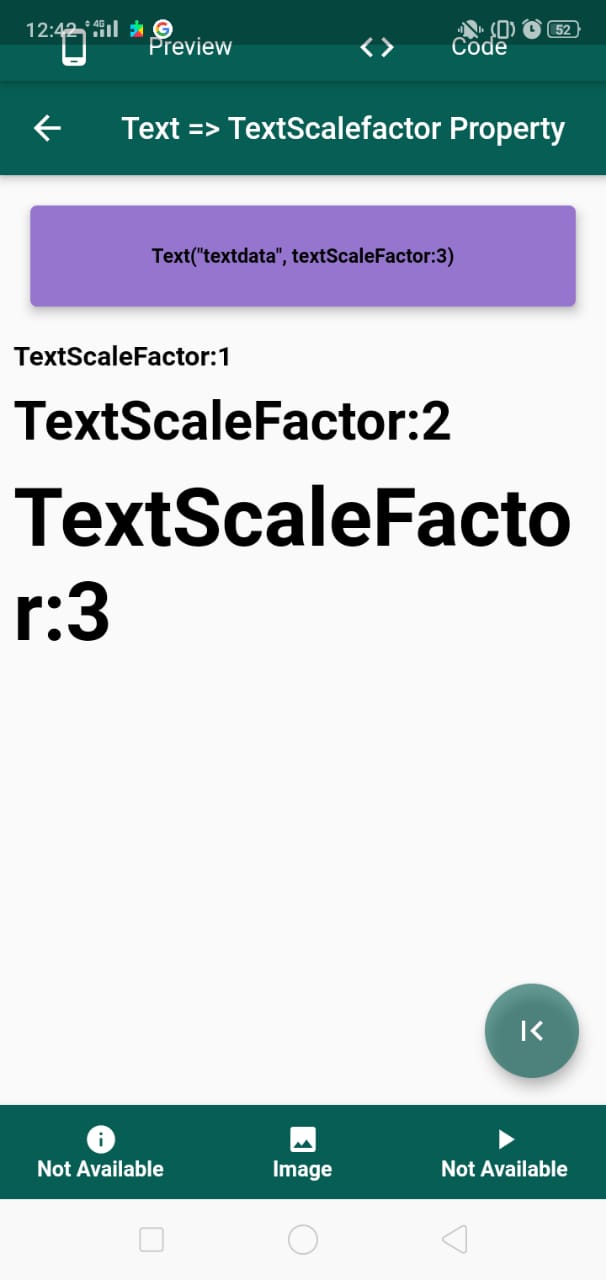 12:42 4G 52
Preview Code
Text => TextScalefactor Property
Text("textdata", textScaleFactor:3)
TextScaleFactor:1
TextScaleFactor:2
TextScaleFacto
r:3
Not Available Image Not Available